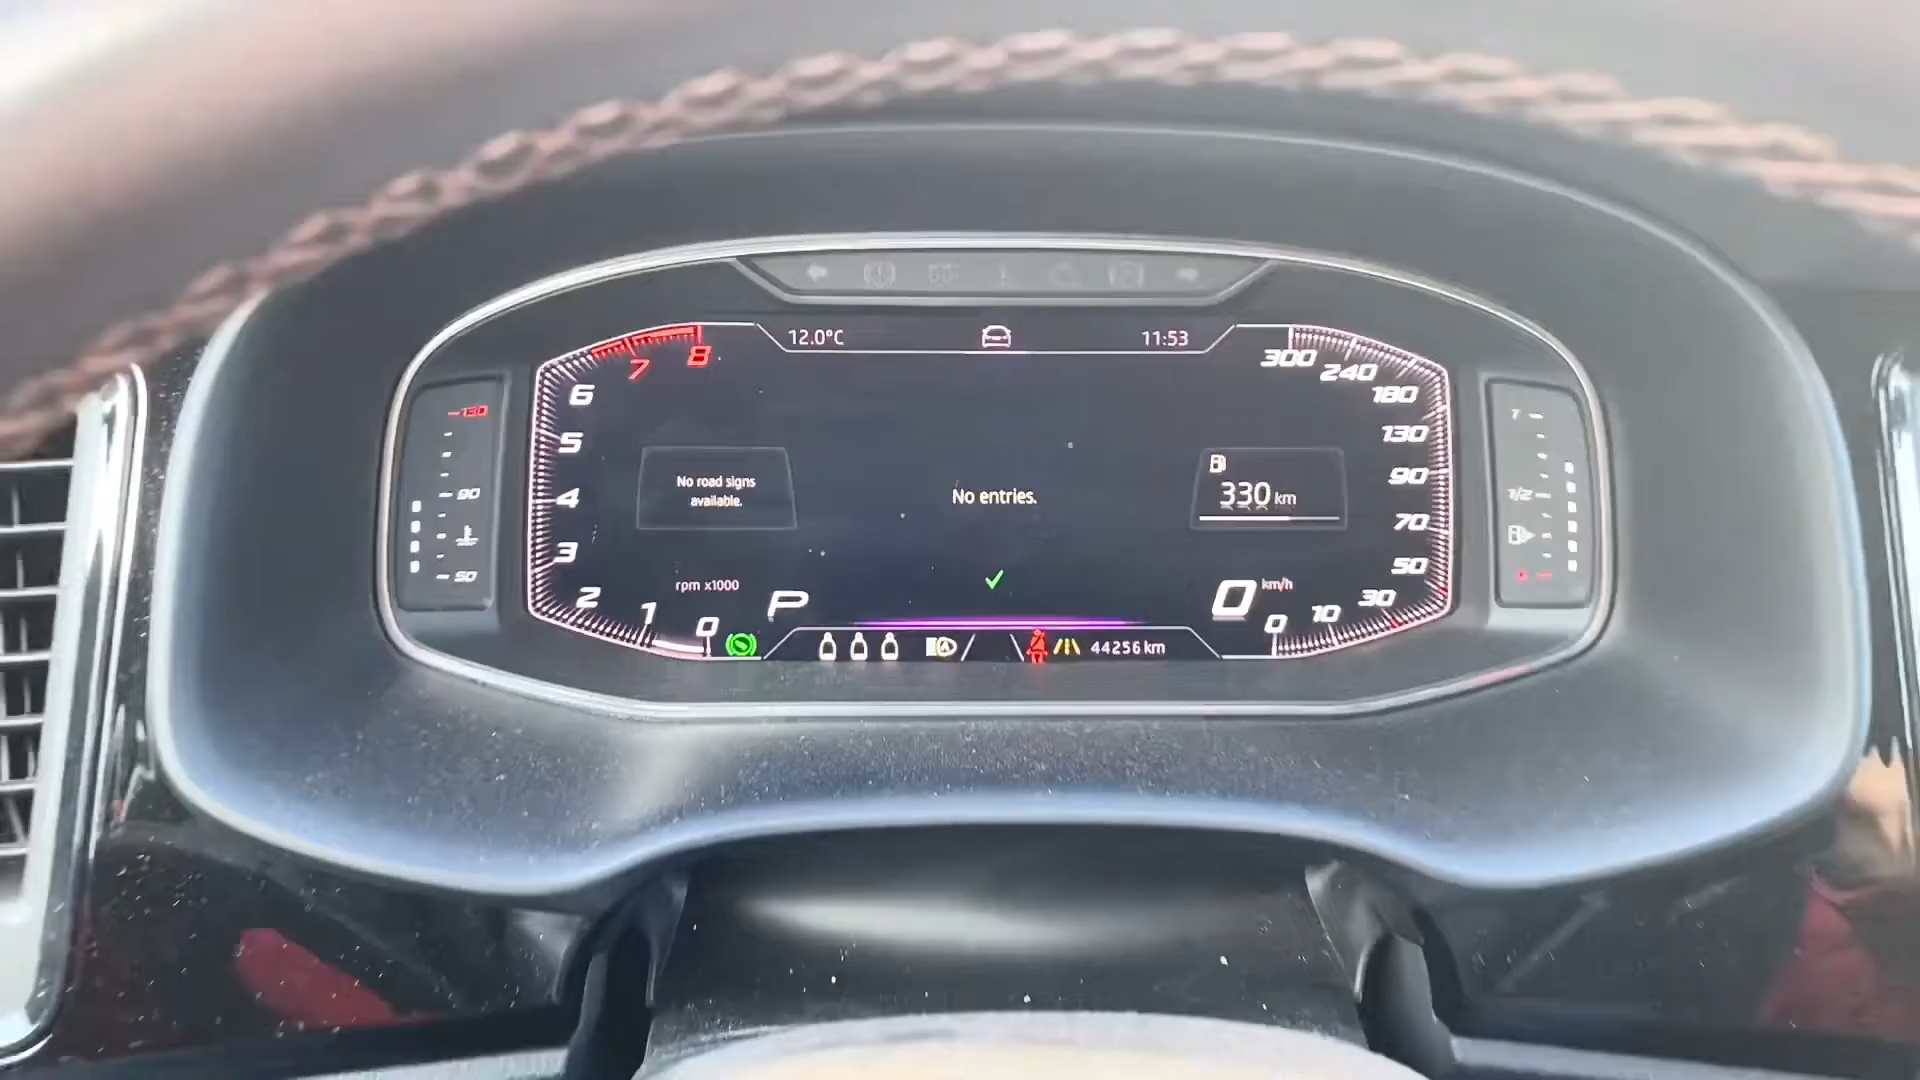 12.0°C
11:53
8
7
6
5
4
3
2
1
0
300
240
180
130
90
70
50
30
10
0
130
90
50
1/2
No road signs
available.
No entries.
330 km
rpm x1000
P
0 km/h
44256 km